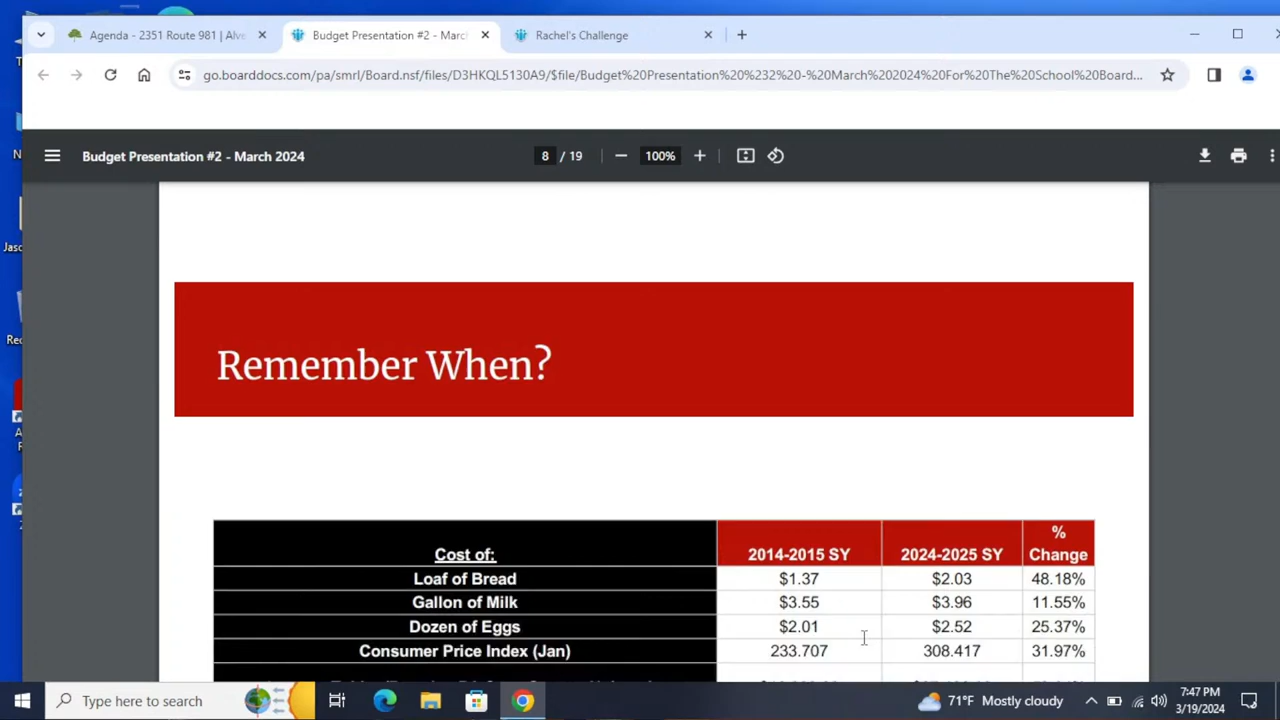 Agenda - 2351 Route 981 | Alve
Budget Presentation #2 - Marc
Rachel's Challenge
go.boarddocs.com/pa/smrl/Board.nsf/files/D3HKQL5130A9/$file/Budget%20Presentation%20%232%20-%20March%202024%20For%20The%20School%20Board...
Budget Presentation #2 - March 2024
8 / 19
100%
Remember When?
Cost of: 2014-2015 SY 2024-2025 SY % Change
Loaf of Bread $1.37 $2.03 48.18%
Gallon of Milk $3.55 $3.96 11.55%
Dozen of Eggs $2.01 $2.52 25.37%
Consumer Price Index (Jan) 233.707 308.417 31.97%
Jasc
Rec
Type here to search
71°F Mostly cloudy
7:47 PM
3/19/2024